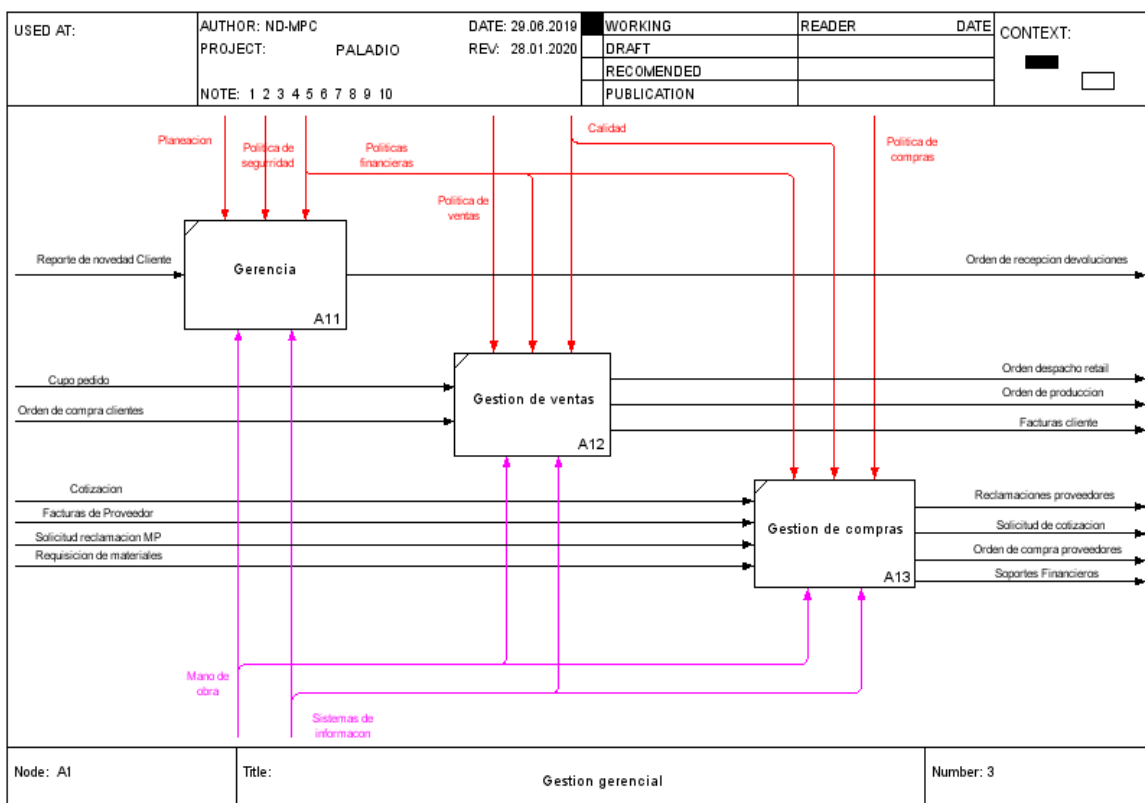 USED AT:
AUTHOR: ND-MPC
DATE: 29.06.2019
PROJECT: PALADIO
REV: 28.01.2020
NOTE: 1 2 3 4 5 6 7 8 9 10
WORKING
DRAFT
RECOMENDED
PUBLICATION
READER
DATE
CONTEXT:
Planeacion
Politica de
segurridad
Politicas
financieras
Calidad
Politica de
compras
Politica de
ventas
Reporte de novedad Cliente
Gerencia
A11
Orden de recepcion devoluciones
Cupo pedido
Orden de compra clientes
Gestion de ventas
A12
Orden despacho retail
Orden de produccion
Facturas cliente
Cotizacion
Facturas de Proveedor
Solicitud reclamacion MP
Requisicion de materiales
Gestion de compras
A13
Reclamaciones proveedores
Solicitud de cotizacion
Orden de compra proveedores
Soportes Financieros
Mano de
obra
Sistemas de
informacon
Node: A1
Title:
Gestion gerencial
Number: 3